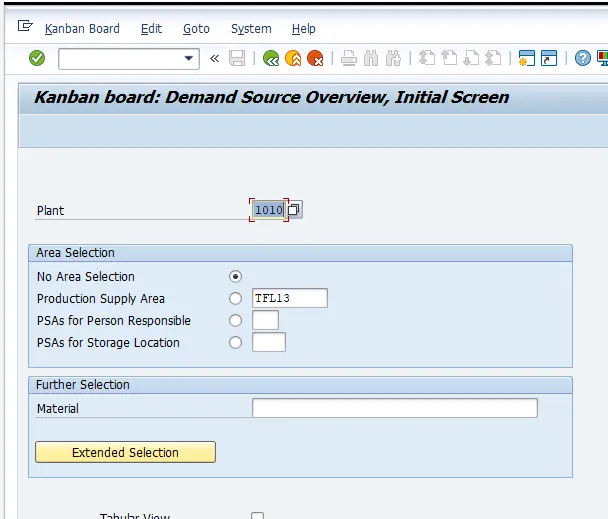 Kanban Board Edit Goto System Help
«
Kanban board: Demand Source Overview, Initial Screen
Plant 1010
Area Selection
No Area Selection
Production Supply Area TFL13
PSAs for Person Responsible
PSAs for Storage Location
Further Selection
Material
Extended Selection
Tabular View